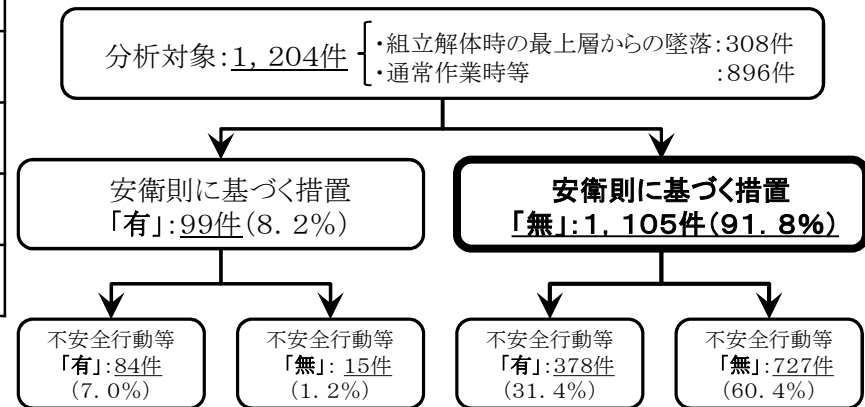 分析対象:1,204件
・組立解体時の最上層からの墜落:308件
・通常作業時等 :896件
安衛則に基づく措置
「有」:99件(8.2%)
安衛則に基づく措置
「無」:1,105件(91.8%)
不安全行動等
「有」:84件
(7.0%)
不安全行動等
「無」: 15件
(1.2%)
不安全行動等
「有」:378件
(31.4%)
不安全行動等
「無」:727件
(60.4%)